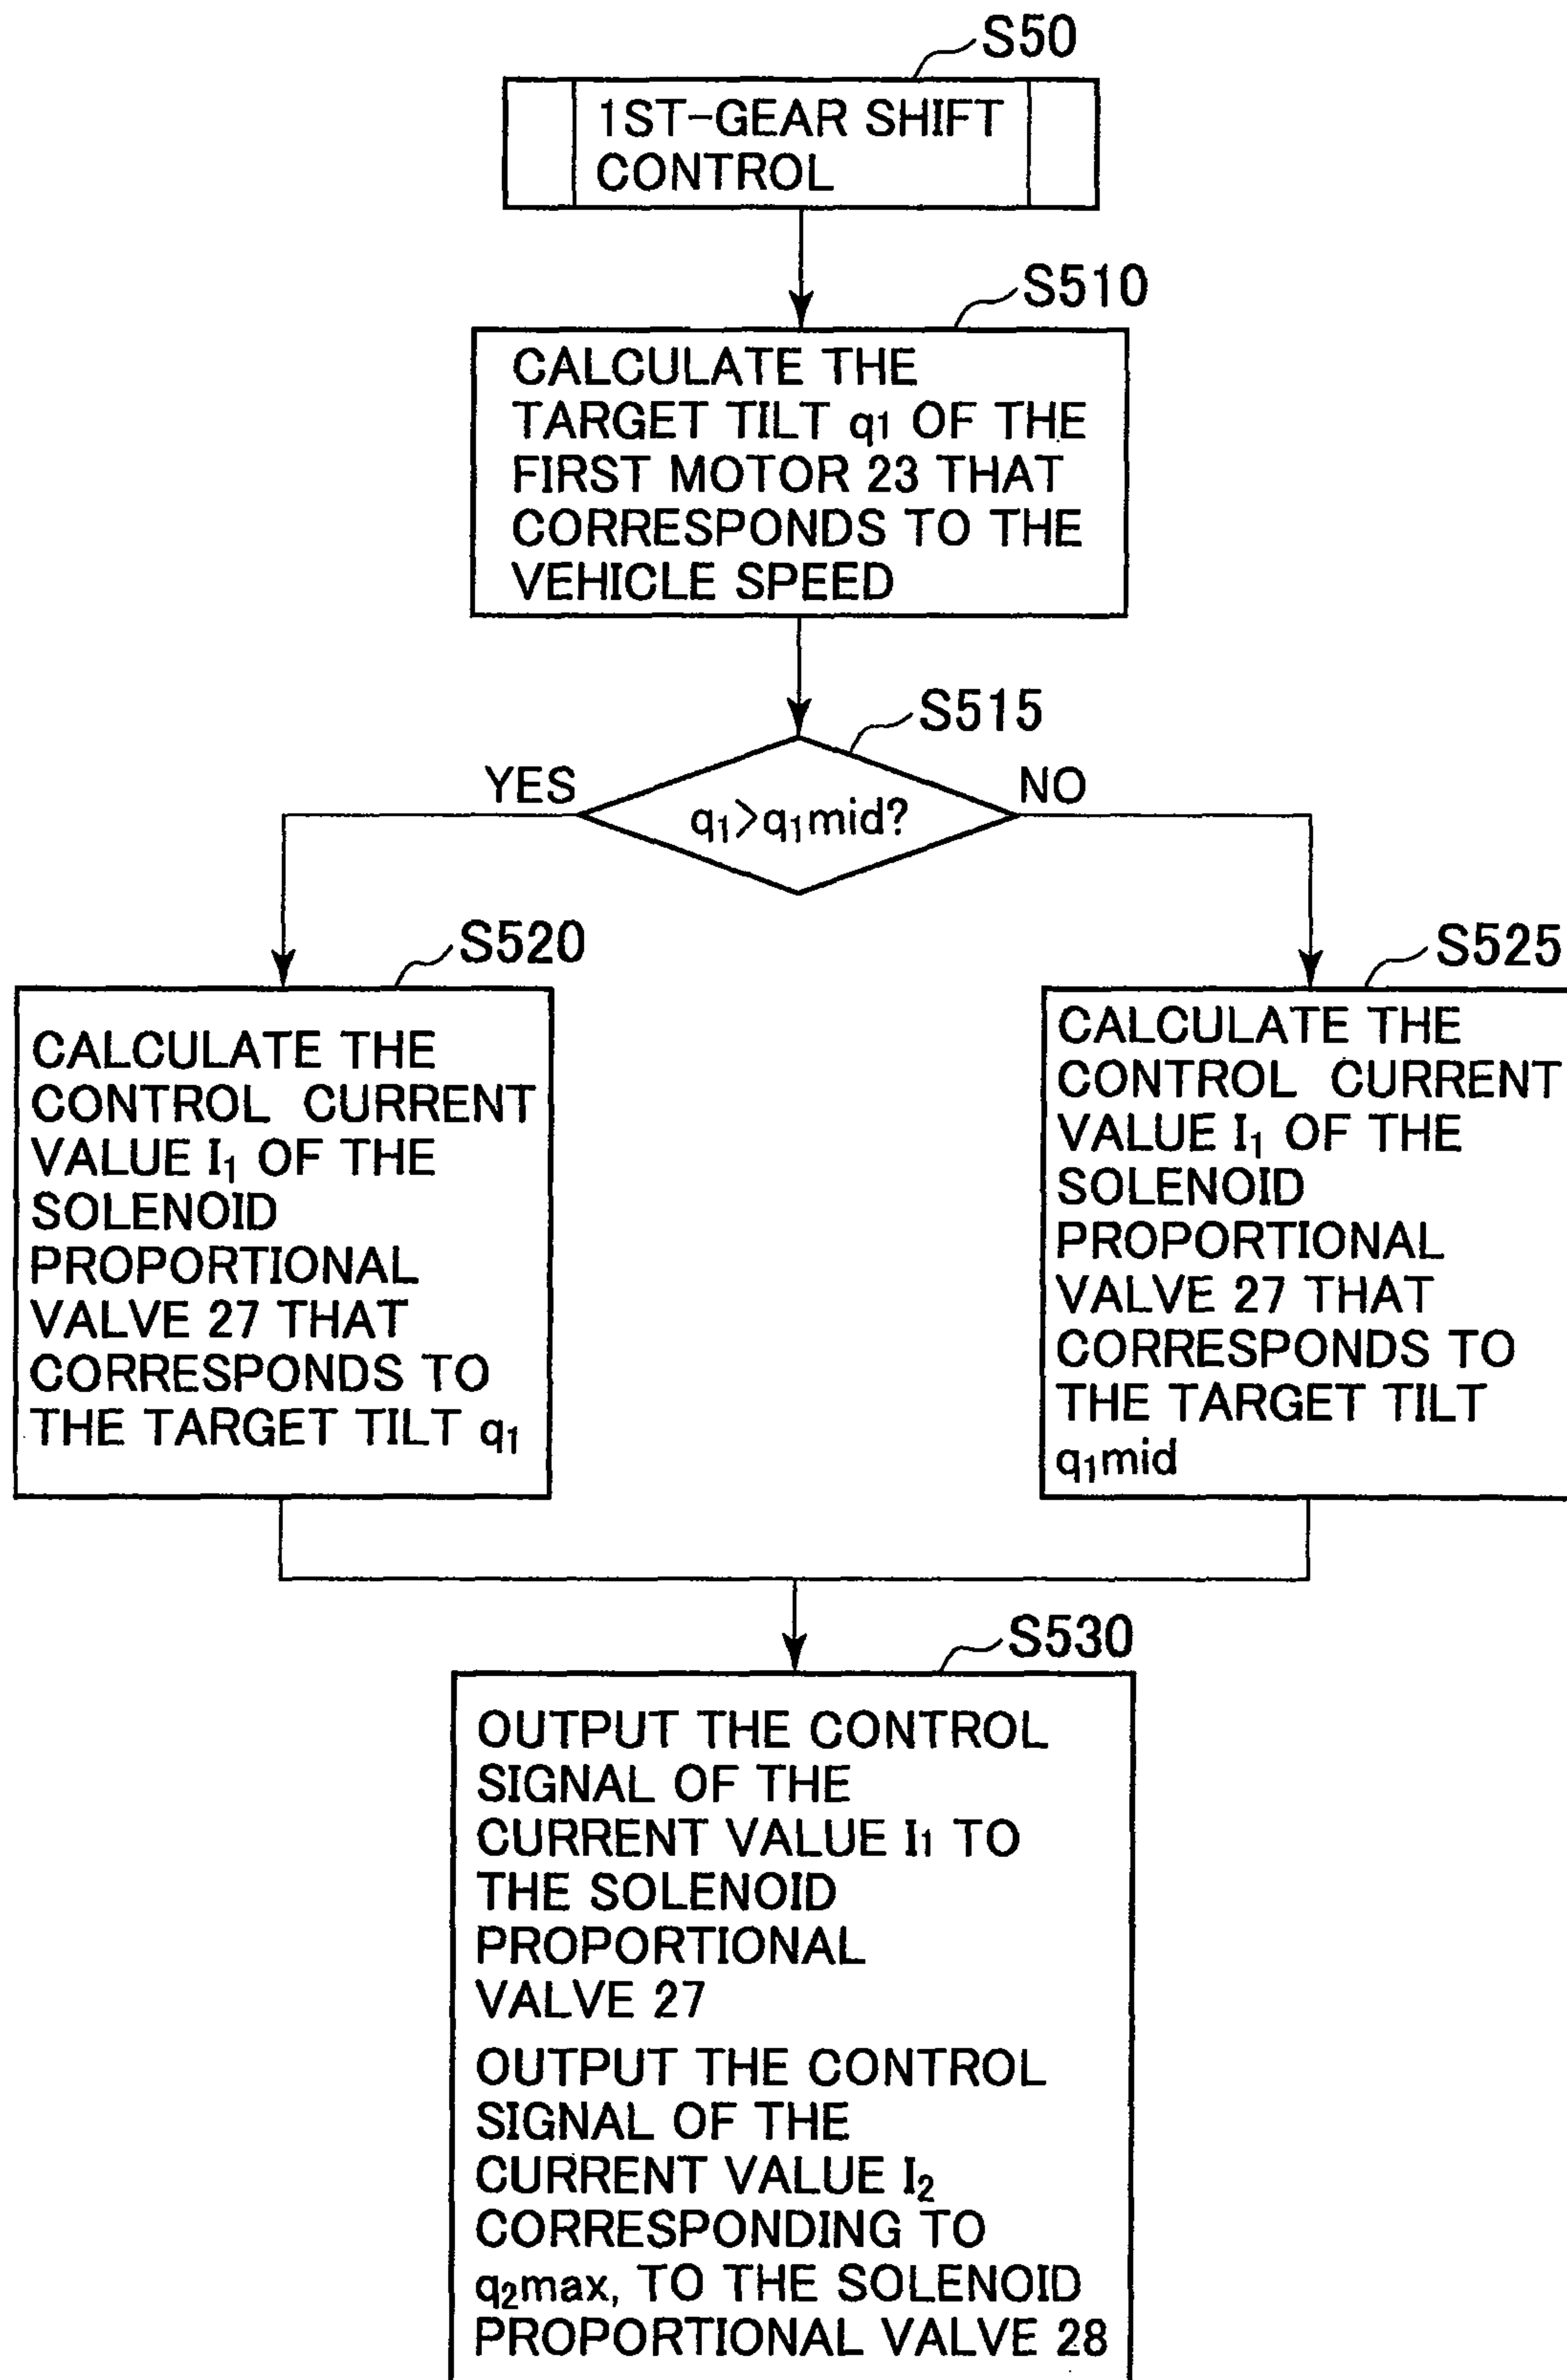 S50
1ST-GEAR SHIFT
CONTROL
S510
CALCULATE THE
TARGET TILT q1 OF THE
FIRST MOTOR 23 THAT
CORRESPONDS TO THE
VEHICLE SPEED
S515
YES
q₁>q₁mid?
NO
S520
CALCULATE THE
CONTROL CURRENT
VALUE I₁ OF THE
SOLENOID
PROPORTIONAL
VALVE 27 THAT
CORRESPONDS TO
THE TARGET TILT q₁
S525
CALCULATE THE
CONTROL CURRENT
VALUE I₁ OF THE
SOLENOID
PROPORTIONAL
VALVE 27 THAT
CORRESPONDS TO
THE TARGET TILT
q₁mid
S530
OUTPUT THE CONTROL
SIGNAL OF THE
CURRENT VALUE I₁ TO
THE SOLENOID
PROPORTIONAL
VALVE 27
OUTPUT THE CONTROL
SIGNAL OF THE
CURRENT VALUE I₂
CORRESPONDING TO
q₂max, TO THE SOLENOID
PROPORTIONAL VALVE 28